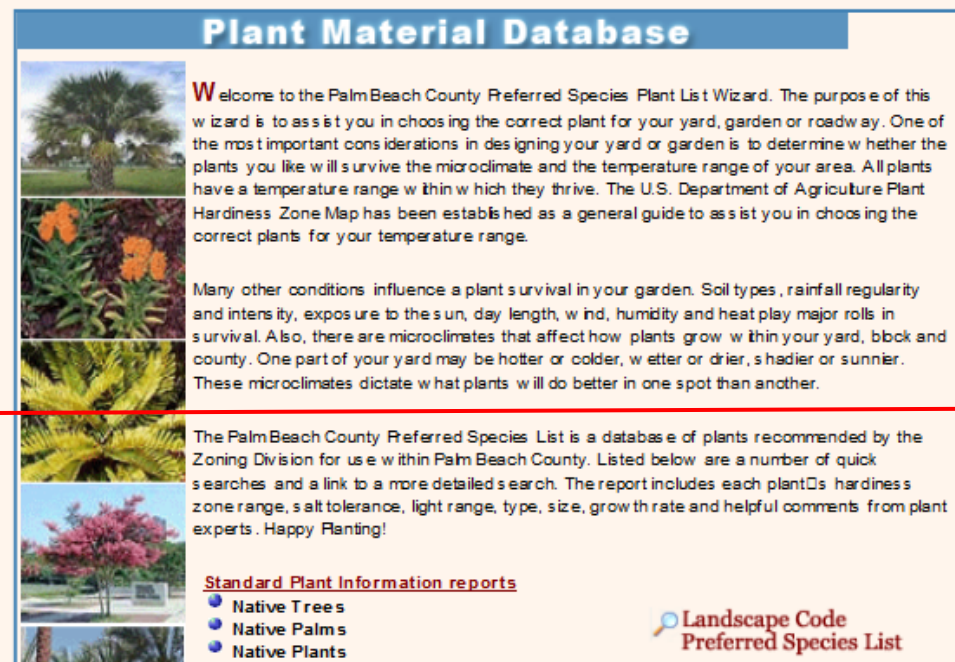 Plant Material Database
Welcome to the Palm Beach County Preferred Species Plant List Wizard. The purpose of this
wizard is to assist you in choosing the correct plant for your yard, garden or roadway. One of
the most important considerations in designing your yard or garden is to determine whether the
plants you like will survive the microclimate and the temperature range of your area. All plants
have a temperature range within which they thrive. The U.S. Department of Agriculture Plant
Hardiness Zone Map has been established as a general guide to assist you in choosing the
correct plants for your temperature range.
Many other conditions influence a plant survival in your garden. Soil types, rainfall regularity
and intensity, exposure to the sun, day length, wind, humidity and heat play major rolls in
survival. Also, there are microclimates that affect how plants grow within your yard, block and
county. One part of your yard may be hotter or colder, wetter or drier, shadier or sunnier.
These microclimates dictate what plants will do better in one spot than another.
The Palm Beach County Preferred Species List is a database of plants recommended by the
Zoning Division for use within Palm Beach County. Listed below are a number of quick
searches and a link to a more detailed search. The report includes each plant□s hardiness
zone range, salt tolerance, light range, type, size, growth rate and helpful comments from plant
experts. Happy Planting!
Standard Plant Information reports
Native Trees
Native Palms
Native Plants
Landscape Code
Preferred Species List